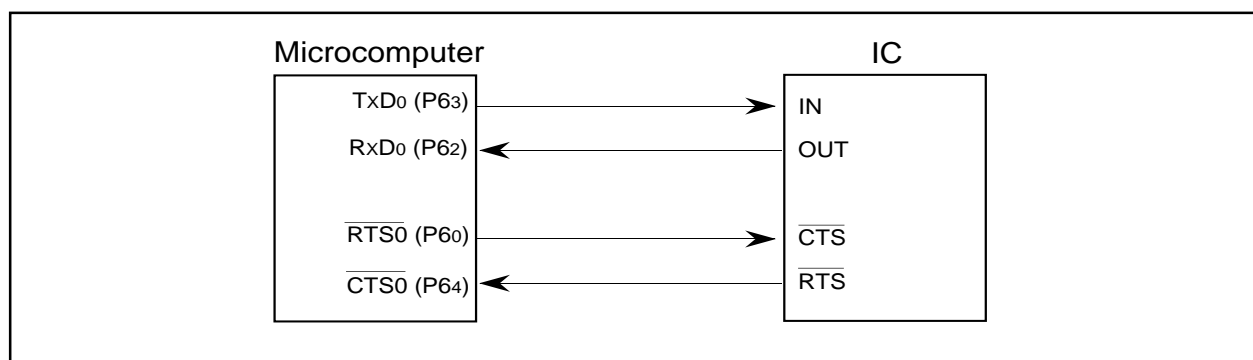 Microcomputer
TxD0 (P63)
RxD0 (P62)
RTS0 (P60)
CTS0 (P64)
IC
IN
OUT
CTS
RTS